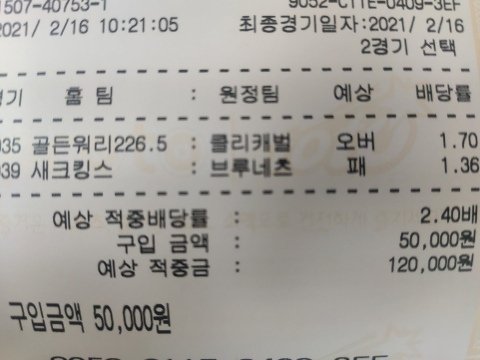 1507-40753-1 9052-C11E-0409-3EF
2021/ 2/16 10:21:05 최종경기일자:2021/ 2/16
2경기 선택
경기 홈 팀 : 원정팀 예상 배당률
035 골든워리226.5 : 클리캐벌 오버 1.70
039 새크킹스 : 브루네츠 패 1.36
예상 적중배당률 : 2.40배
구입 금액 : 50,000원
예상 적중금 : 120,000원
구입금액 50,000원